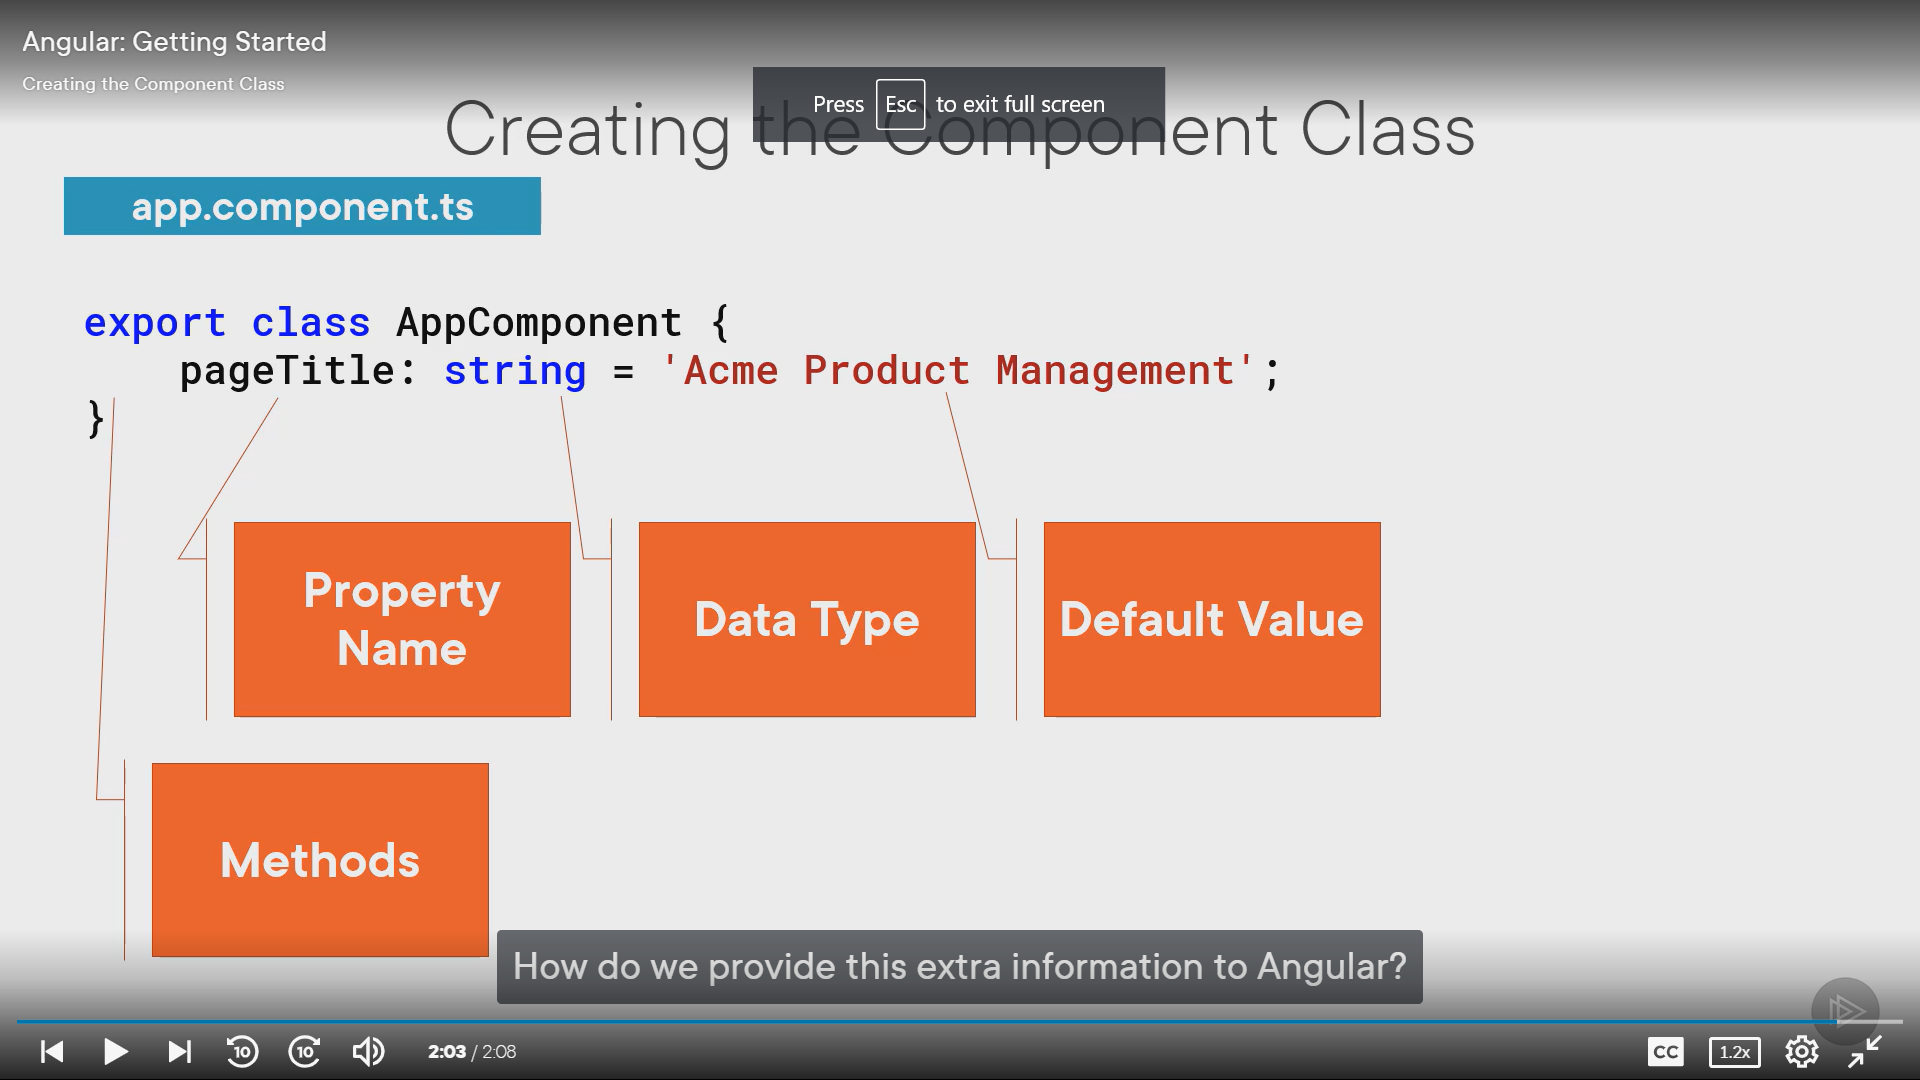 Angular: Getting Started
Creating the Component Class
Press Esc to exit full screen
Creating the Component Class
app.component.ts
export class AppComponent {
pageTitle: string = 'Acme Product Management';
}
Property
Name
Data Type
Default Value
Methods
How do we provide this extra information to Angular?
10
10
2:03 / 2:08
CC
1.2x